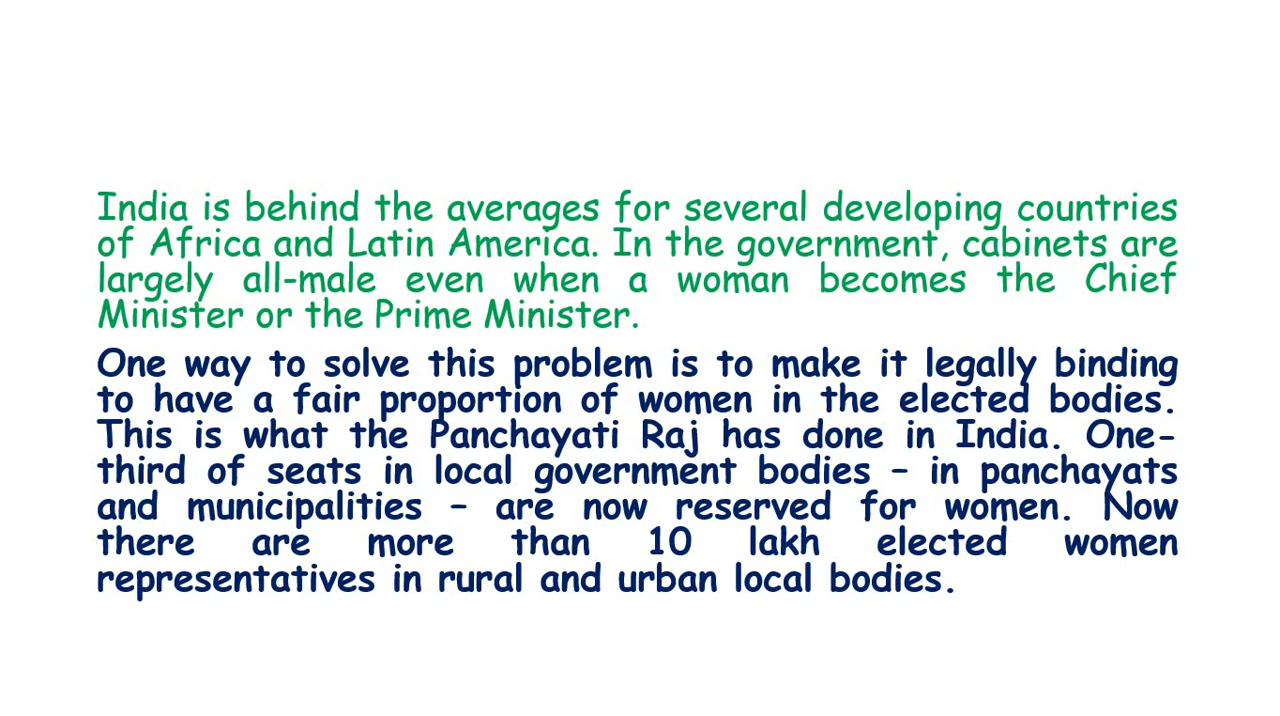 India is behind the averages for several developing countries
of Africa and Latin America. In the government, cabinets are
largely all-male even when a woman becomes the Chief
Minister or the Prime Minister.
One way to solve this problem is to make it legally binding
to have a fair proportion of women in the elected bodies.
This is what the Panchayati Raj has done in India. One-
third of seats in local government bodies – in panchayats
and municipalities – are now reserved for women. Now
there are more than 10 lakh elected women
representatives in rural and urban local bodies.